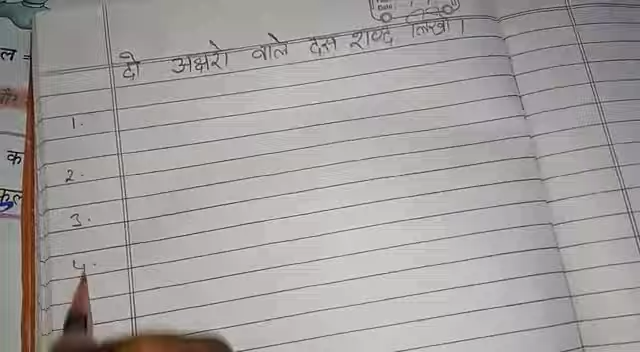 दो अक्षरो वाले दस शब्द लिखो ।
1.
2.
3.
4.